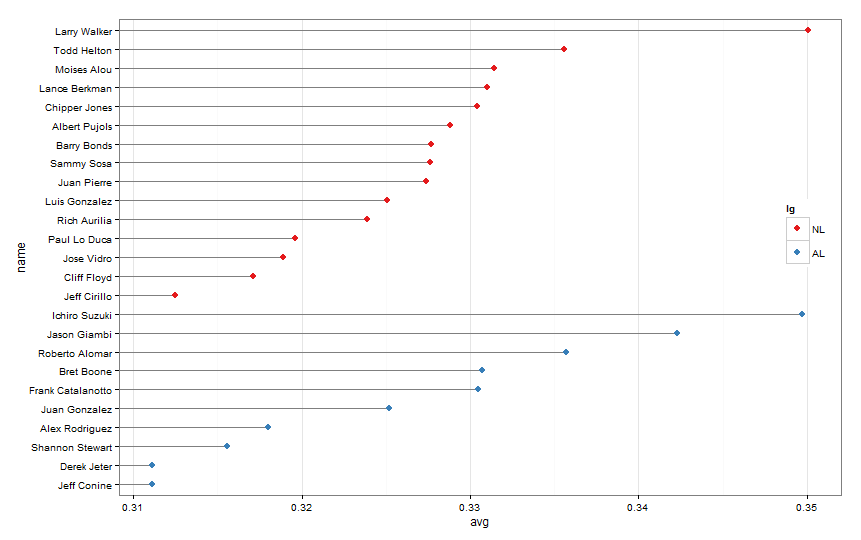 Larry Walker
Todd Helton
Moises Alou
Lance Berkman
Chipper Jones
Albert Pujols
Barry Bonds
Sammy Sosa
Juan Pierre
Luis Gonzalez
Rich Aurilia
Paul Lo Duca
Jose Vidro
Cliff Floyd
Jeff Cirillo
Ichiro Suzuki
Jason Giambi
Roberto Alomar
Bret Boone
Frank Catalanotto
Juan Gonzalez
Alex Rodriguez
Shannon Stewart
Derek Jeter
Jeff Conine
name
0.31 0.32 0.33 0.34 0.35
avg
lg
NL
AL